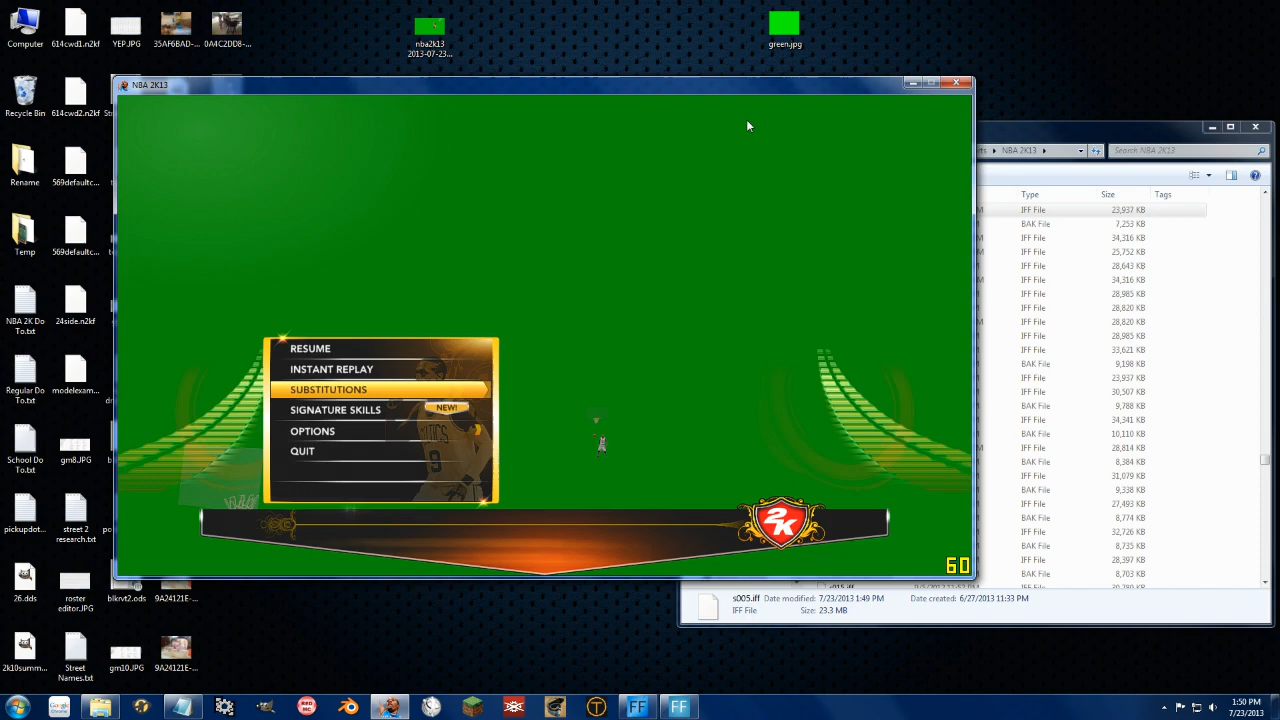 Computer
614cwd1.n2kf
YEP.JPG
35AF6BAD-...
0A4C2DD8-...
nba2k13
2013-07-23...
green.jpg
NBA 2K13
Recycle Bin
614cwd2.n2kf
NBA 2K13
Search NBA 2K13
Type
Size
Tags
IFF File
23,937 KB
BAK File
7,253 KB
IFF File
34,316 KB
IFF File
25,752 KB
IFF File
28,643 KB
IFF File
34,316 KB
IFF File
28,985 KB
IFF File
28,820 KB
IFF File
28,820 KB
IFF File
28,985 KB
IFF File
33,621 KB
BAK File
9,198 KB
IFF File
23,937 KB
IFF File
30,507 KB
BAK File
9,788 KB
IFF File
34,341 KB
BAK File
10,110 KB
IFF File
28,814 KB
BAK File
8,384 KB
IFF File
31,079 KB
BAK File
9,338 KB
IFF File
27,493 KB
BAK File
8,774 KB
IFF File
32,726 KB
BAK File
8,735 KB
IFF File
28,397 KB
BAK File
8,703 KB
Rename
569defaultc...
Temp
569defaultc...
NBA 2K Do
To.txt
24side.n2kf
Regular Do
To.txt
modelexam...
School Do
To.txt
gm8.JPG
pickupdot...
street 2
research.txt
26.dds
roster
editor.JPG
blkrvt2.dds
9A24121E-...
2k10summ...
Street
Names.txt
gm10.JPG
9A24121E-...
RESUME
INSTANT REPLAY
SUBSTITUTIONS
SIGNATURE SKILLS
NEW!
OPTIONS
QUIT
2K
60
s005.iff
Date modified: 7/23/2013 1:49 PM
Date created: 6/27/2013 11:33 PM
IFF File
Size: 23.3 MB
Google
RED
MC
T
FF
FF
1:50 PM
7/23/2013